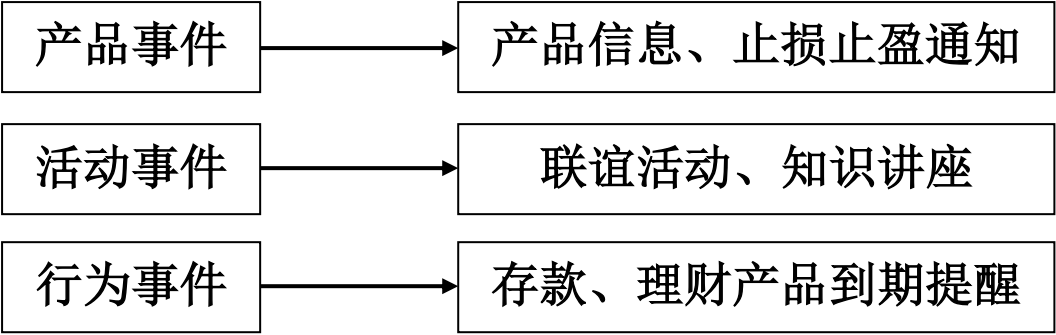 产品事件
产品信息、止损止盈通知
活动事件
联谊活动、知识讲座
行为事件
存款、理财产品到期提醒